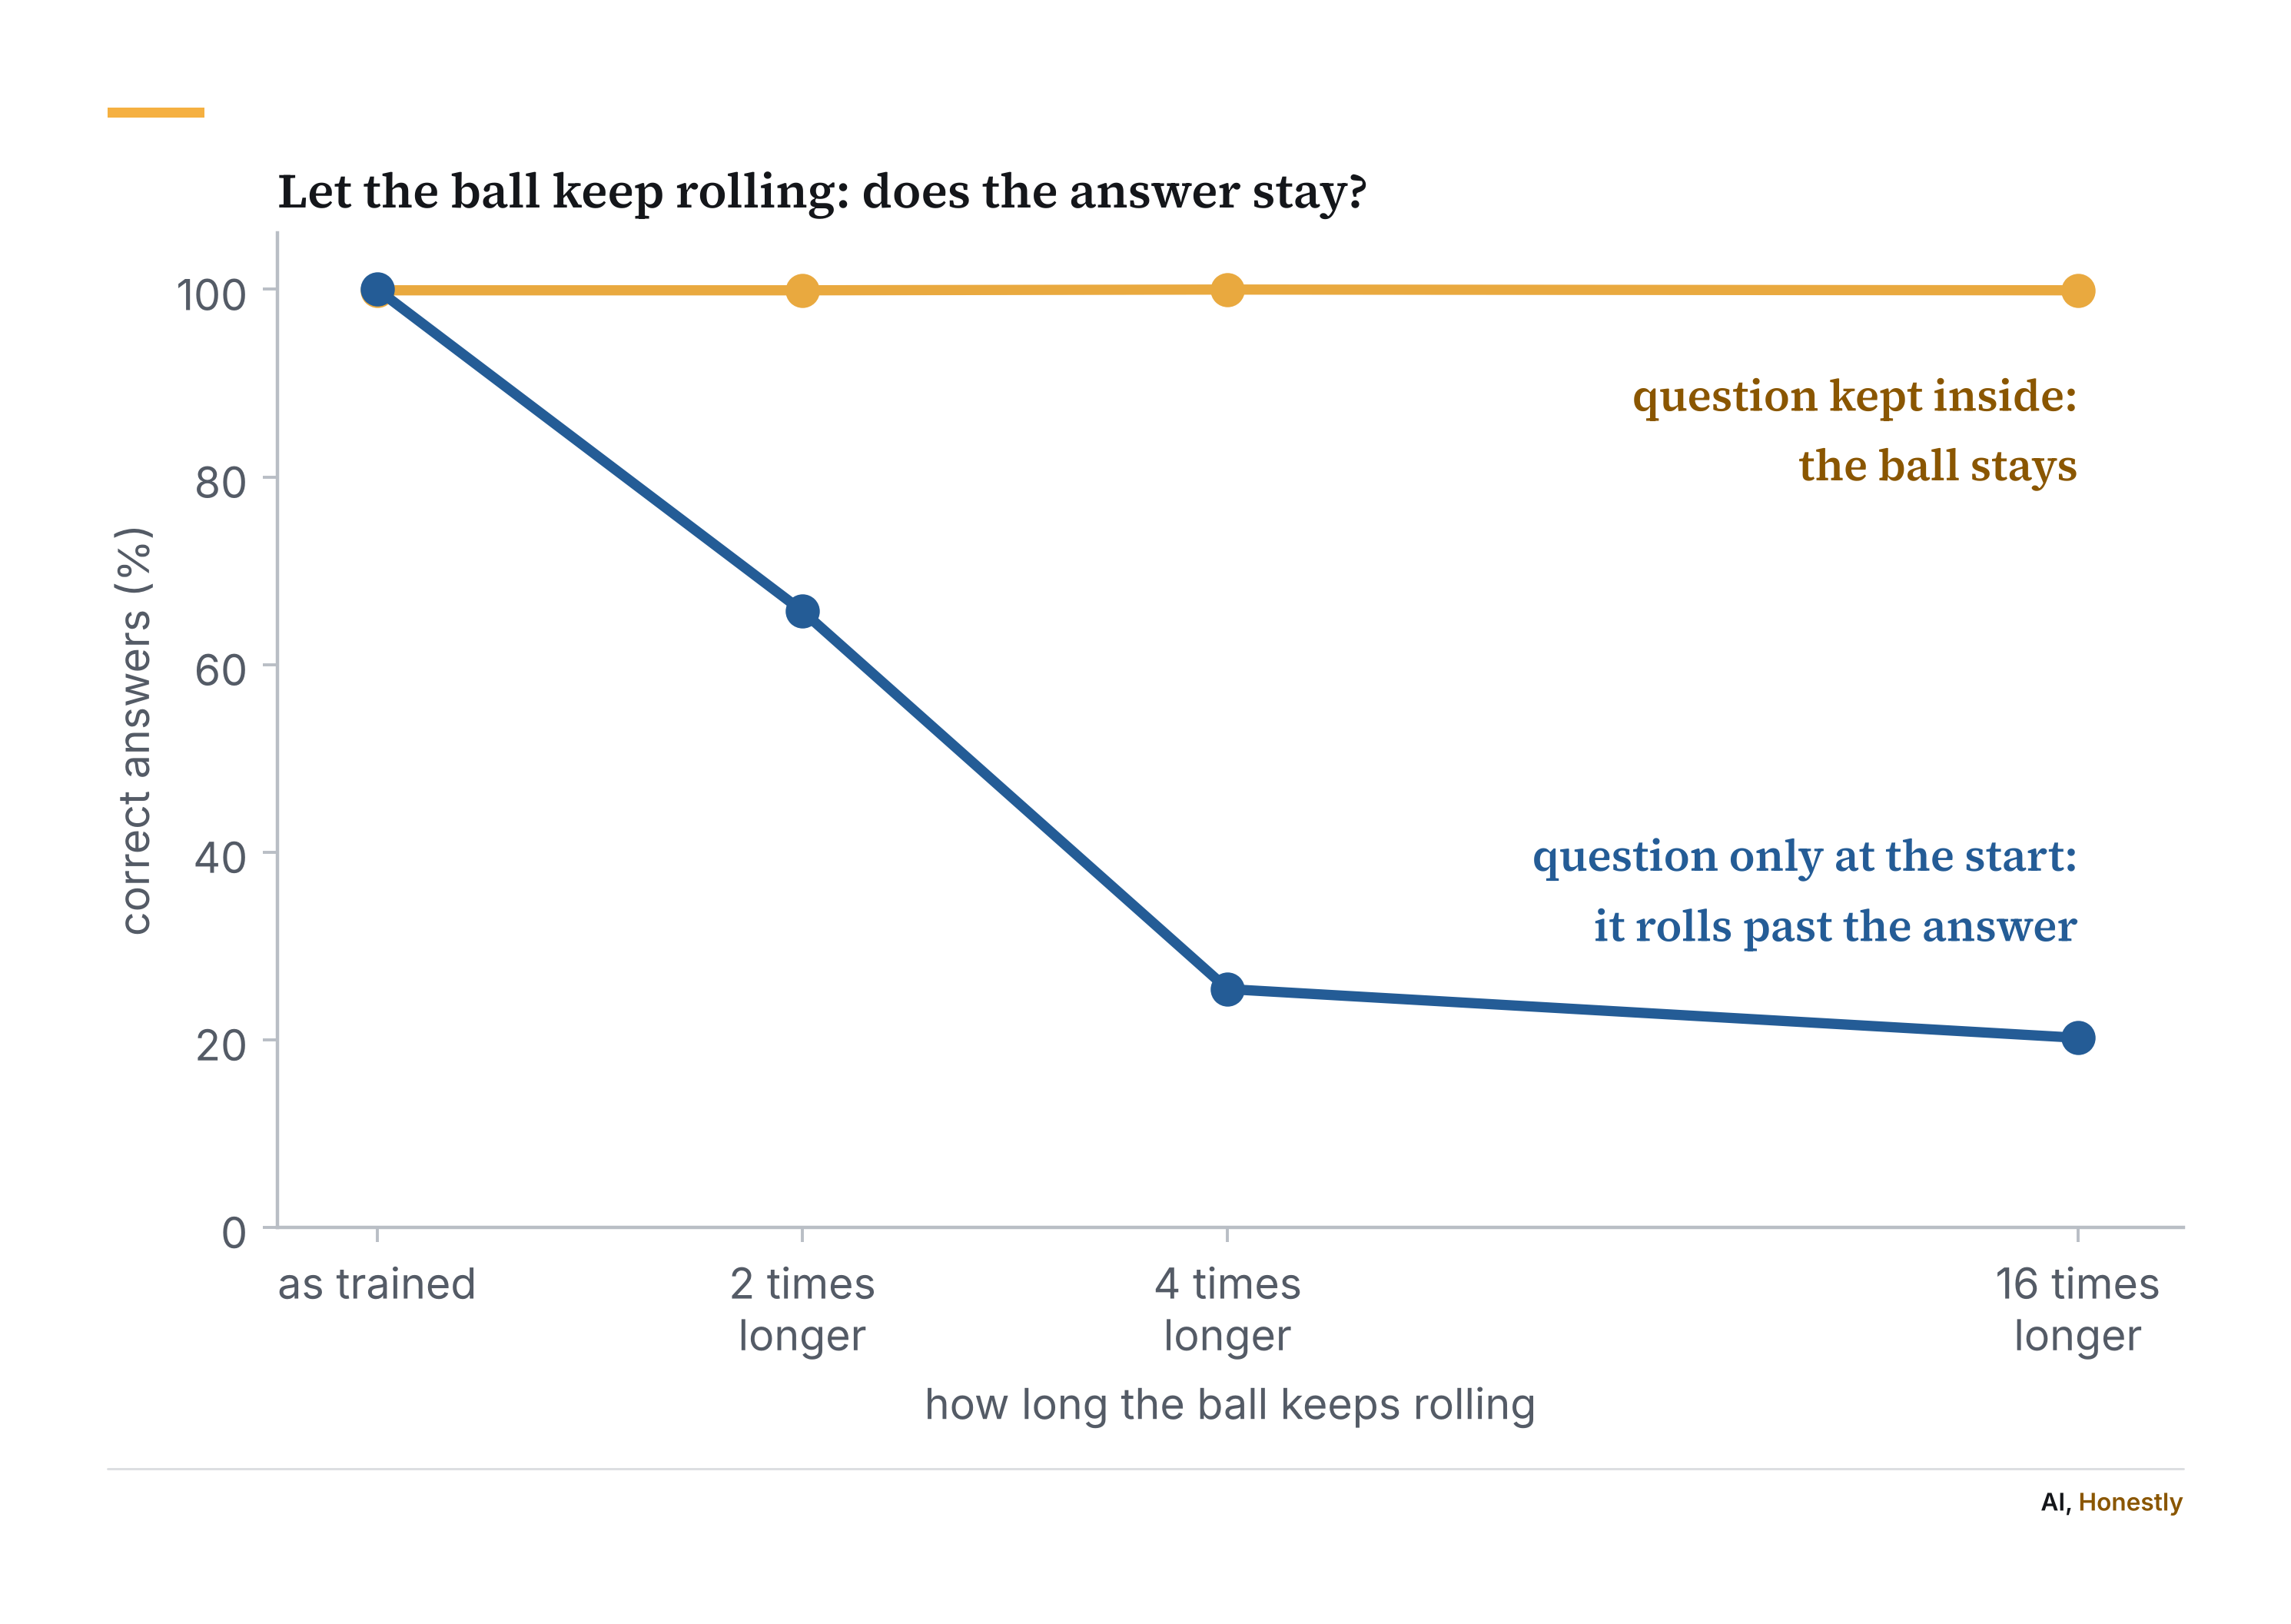 Let the ball keep rolling: does the answer stay?
correct answers (%)
100
80
60
40
20
0
question kept inside:
the ball stays
question only at the start:
it rolls past the answer
as trained
2 times
longer
4 times
longer
16 times
longer
how long the ball keeps rolling
AI, Honestly